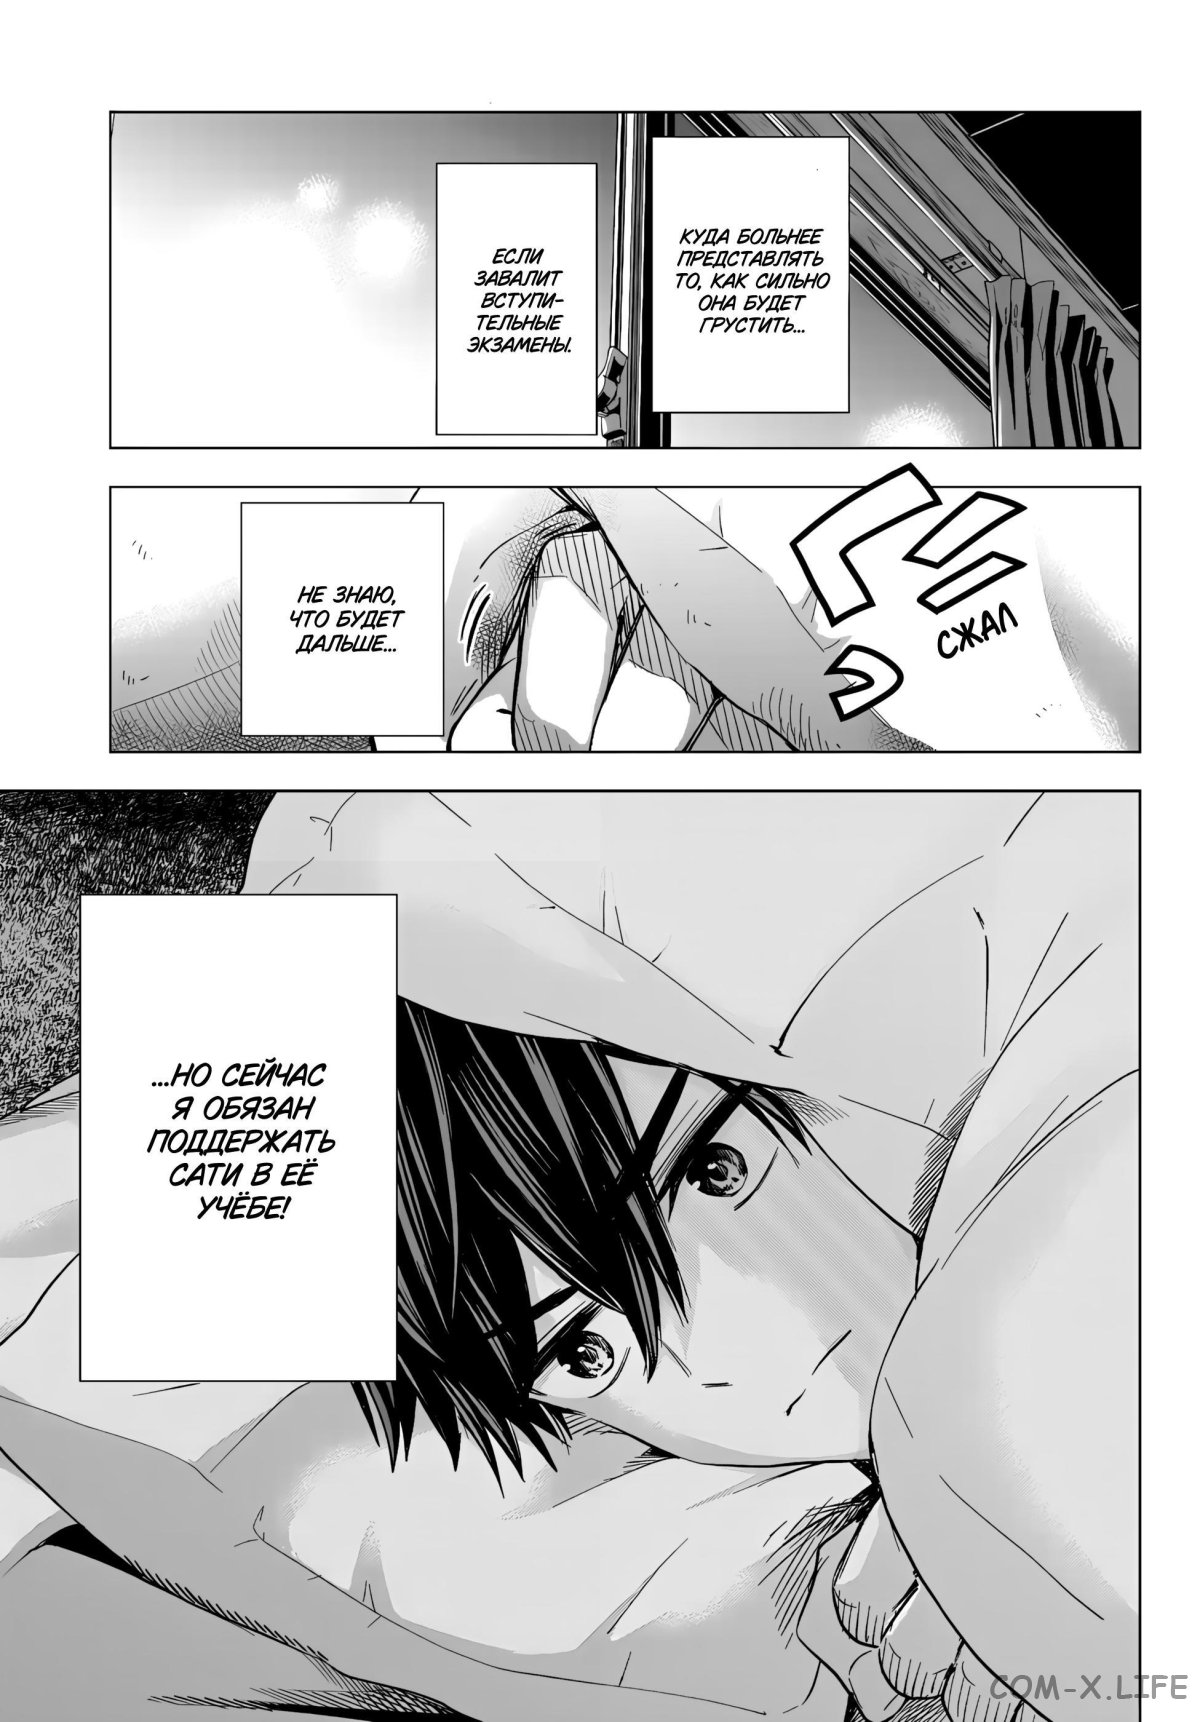 КУДА БОЛЬНЕЕ
ПРЕДСТАВЛЯТЬ
ТО, КАК СИЛЬНО
ОНА БУДЕТ
ГРУСТИТЬ...
ЕСЛИ
ЗАВАЛИТ
ВСТУПИ-
ТЕЛЬНЫЕ
ЭКЗАМЕНЫ.
СЖАЛ
НЕ ЗНАЮ,
ЧТО БУДЕТ
ДАЛЬШЕ...
...НО СЕЙЧАС
Я ОБЯЗАН
ПОДДЕРЖАТЬ
САТИ В ЕЁ
УЧЁБЕ!
COM-X.LIFE